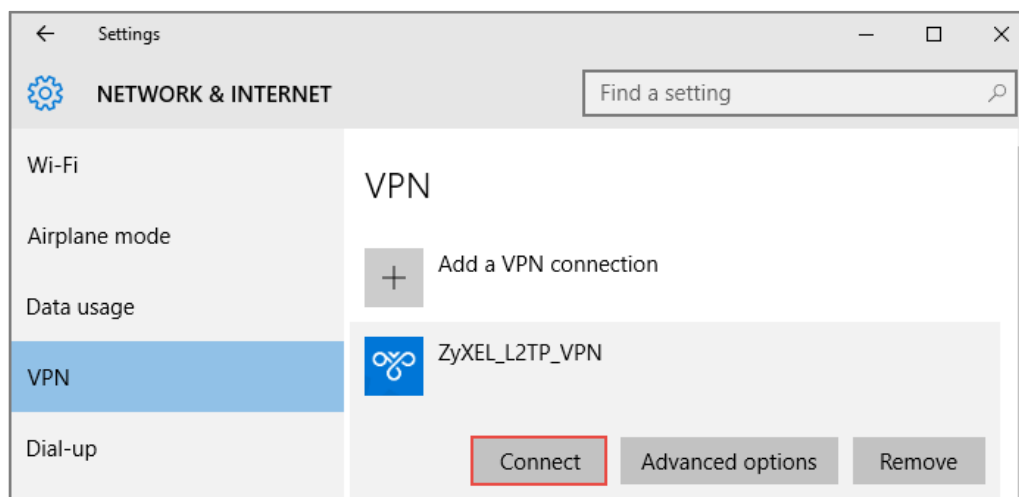 Settings
NETWORK & INTERNET
Find a setting
Wi-Fi
Airplane mode
Data usage
VPN
Dial-up
VPN
Add a VPN connection
ZyXEL_L2TP_VPN
Connect
Advanced options
Remove